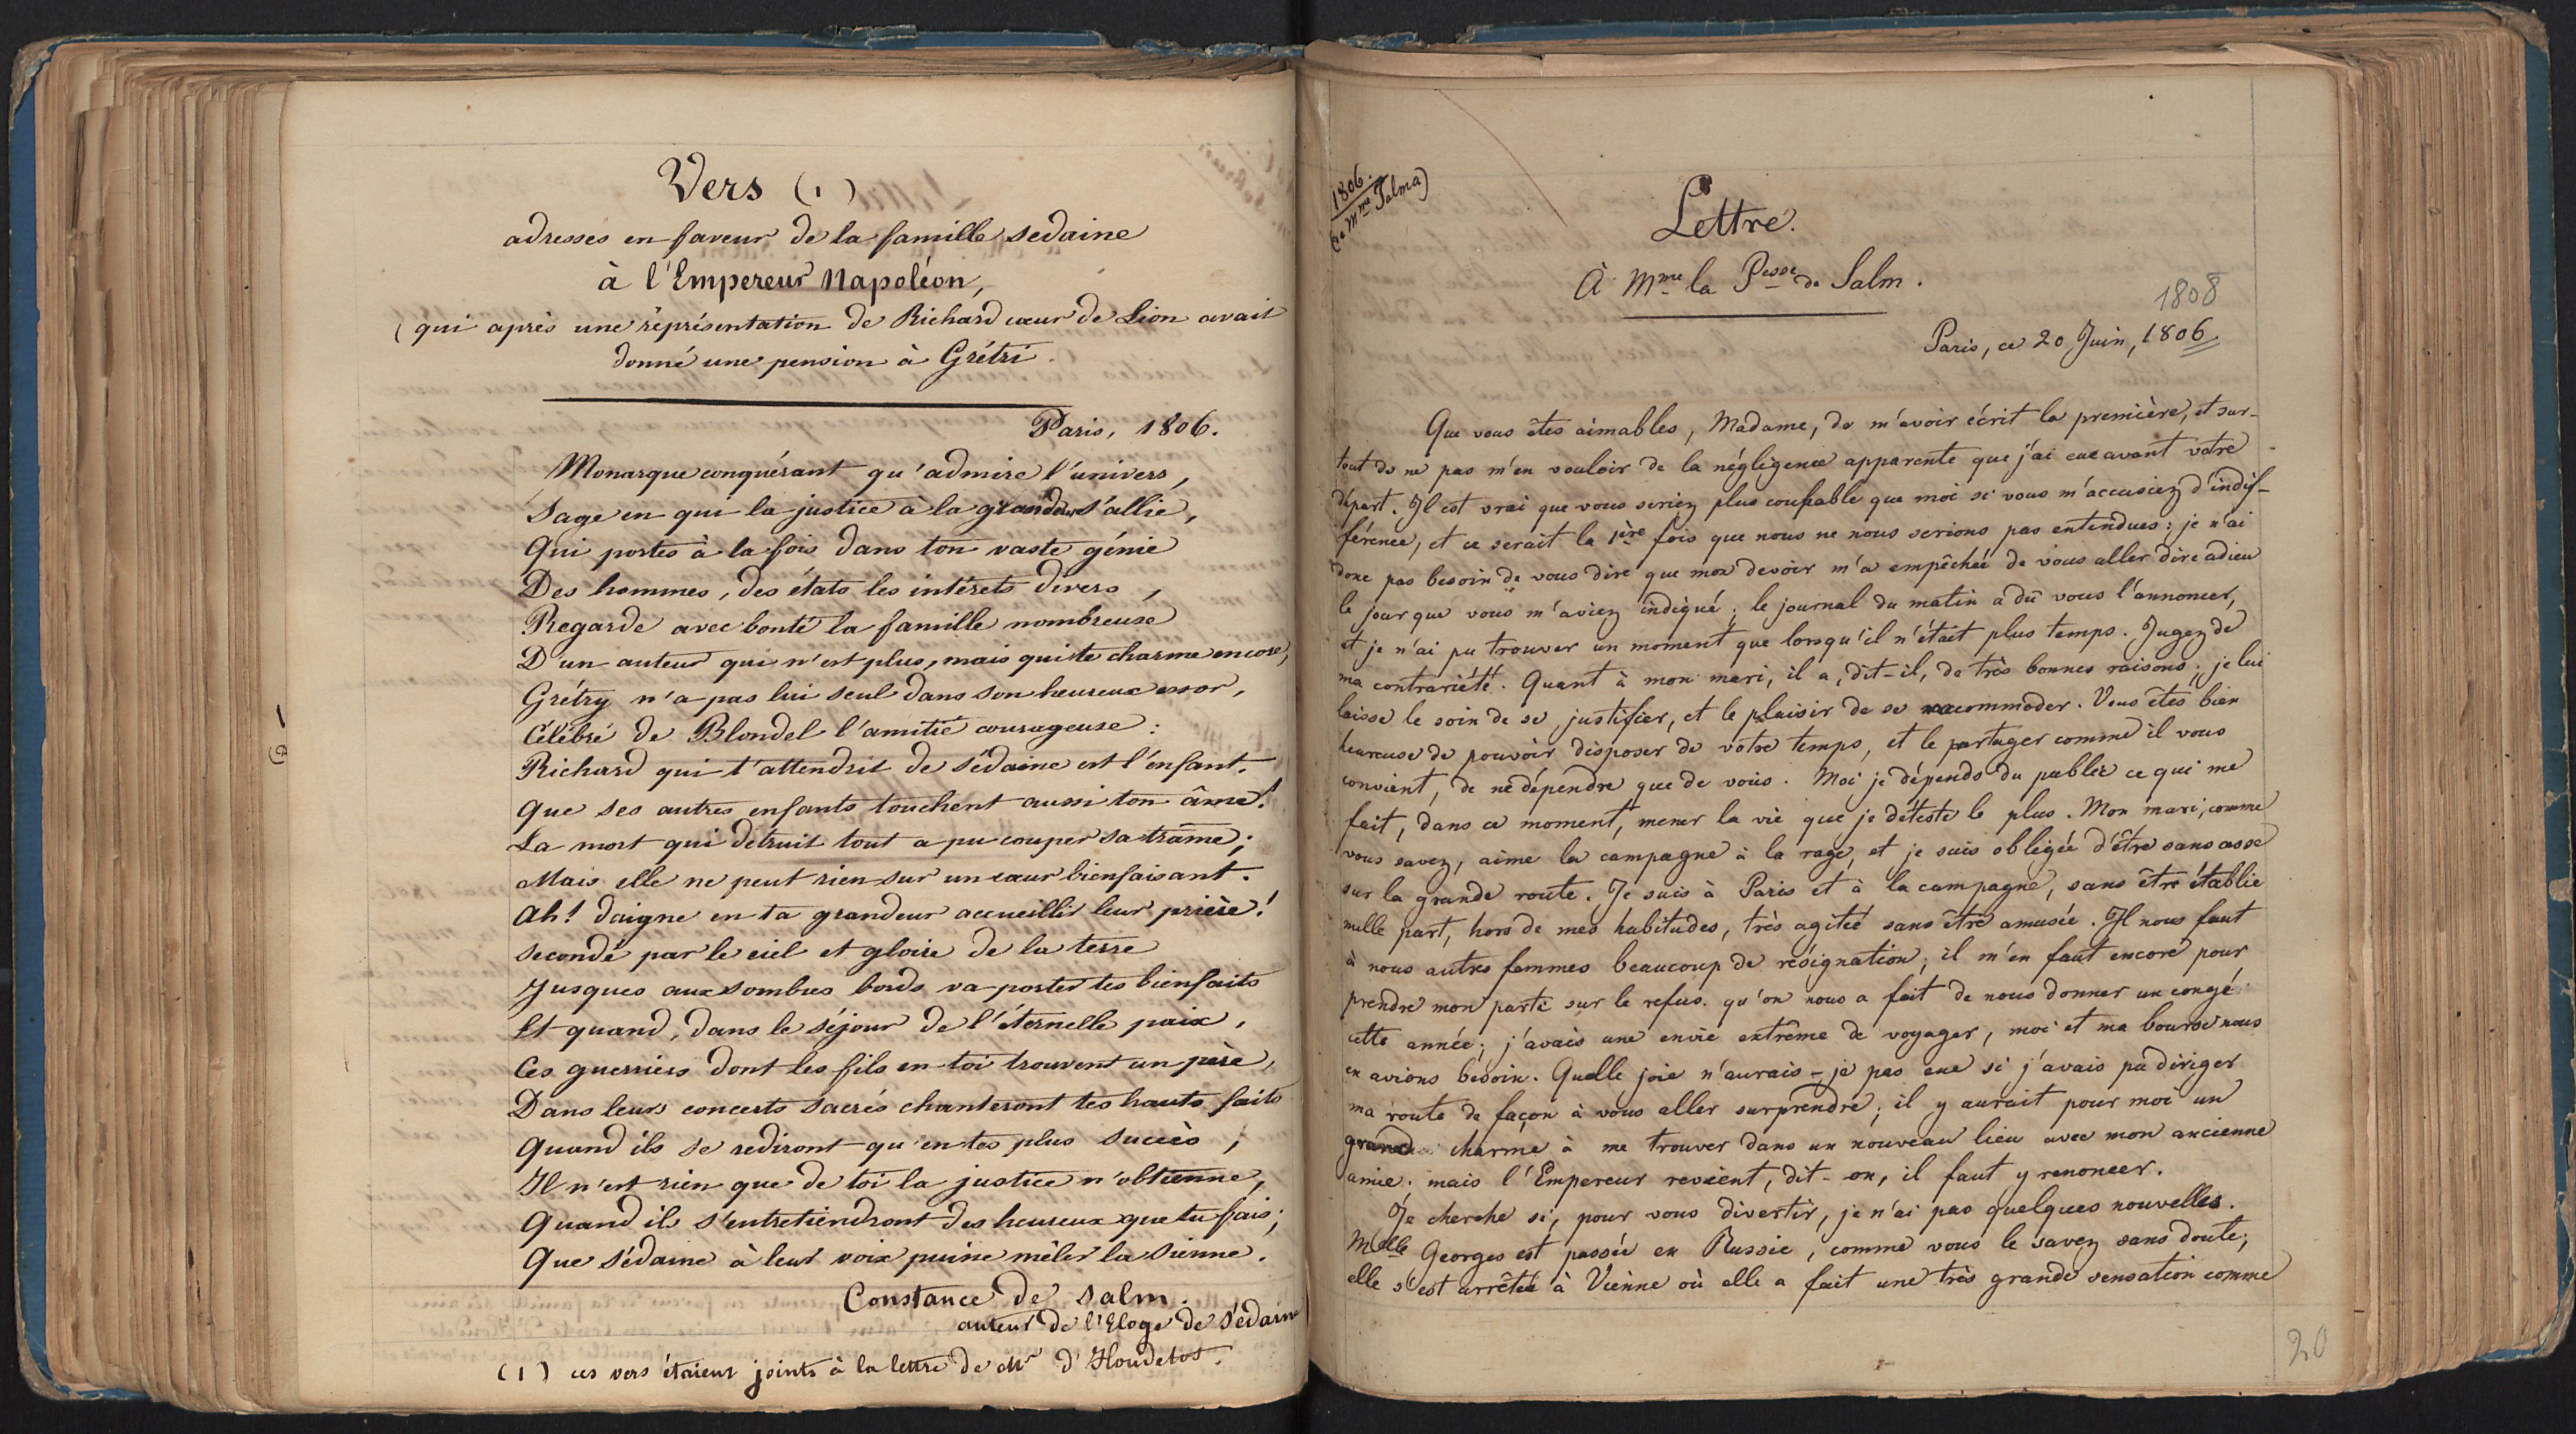 Vers (1)
adressés en faveur de la famille sedaine
à l'Empereur Napoléon,
(qui après une représentation de Richard cœur de Lion avait
donné une pension à Grétri.
Paris, 1806.
Monarque conquérant qu'admire l'univers,
Sage en qui la justice à la grandeur s'allie,
Qui portes à la fois dans ton vaste génie
Des hommes, des états les intérets divers,
Regarde avec bonté la famille nombreuse
D'un auteur qui n'est plus, mais qui te charme encore,
Grétry n'a pas lui seul dans son heureux essor,
Célébré de Blondel l'amitié courageuse :
Richard qui t'attendrit de sédaine est l'enfant.
que ses autres enfants touchent aussi ton âme!
La mort qui détruit tout a pu couper sa trâme;
Mais elle ne peut rien sur un cœur bienfaisant.
ah! daigne en ta grandeur accueillir leur prière!
secondé par le ciel et gloire de la terre
Jusques aux sombres bords va porter tes bienfaits
Et quand, dans le séjour de l'éternelle paix,
Ces guerriers dont les fils en toi trouvent un père,
Dans leurs concerts sacrés chanteront tes hauts faits
Quand ils se rediront qu'en tes plus succès,
Il n'est rien que de toi la justice n'obtienne,
Quand ils s'entretiendront des heureux que tu fais;
Que sédaine à leur voix puisse mêler la sienne.
Constance de Salm.
auteur de l'Eloge de Sédaine
(1) ces vers étaient joints à la lettre de Mr d'Houdetot.
1806.
(de Mme Talma)
Lettre.
À Mme la Pesse de Salm.
1808
Paris, ce 20 Juin, 1806.
Que vous êtes aimables, Madame, de m'avoir écrit la première, et sur-
tout de ne pas m'en vouloir de la négligence apparente que j'ai eue avant votre
départ. Il est vrai que vous seriez plus coupable que moi si vous m'accusiez d'indif-
férence, et ce serait la 1ère fois que nous ne nous serions pas entendues : je n'ai
donc pas besoin de vous dire que mon devoir m'a empêchée de vous aller dire adieu
le jour que vous m'aviez indiqué; le journal du matin a dû vous l'annoncer,
et je n'ai pu trouver un moment que lorsqu'il n'était plus temps. Jugez de
ma contrariété. Quant à mon mari, il a, dit-il, de très bonnes raisons; je lui
laisse le soin de se justifier, et le plaisir de se racommoder. Vous êtes bien
heureuse de pouvoir disposer de votre temps, et le partager comme il vous
convient, de ne dépendre que de vous. Moi je dépends du public ce qui me
fait, dans ce moment, mener la vie que je déteste le plus. Mon mari, comme
vous savez, aime la campagne à la rage, et je suis obligée d'être sans cesse
sur la grande route. Je suis à Paris et à la campagne, sans être établie
nulle part, hors de mes habitudes, très agitée sans être amusée. Il nous faut
à nous autres femmes beaucoup de résignation; il m'en faut encore pour
prendre mon parti sur le refus qu'on nous a fait de nous donner un congé
cette année; j'avais une envie extrême de voyager, moi et ma bourse nous
en avions besoin. Quelle joie n'aurais-je pas eue si j'avais pu diriger
ma route de façon à vous aller surprendre; il y aurait pour moi un
grand charme à me trouver dans un nouveau lieu avec mon ancienne
amie. mais l'Empereur revient, dit-on, il faut y renoncer.
Je cherche si, pour vous divertir, je n'ai pas quelques nouvelles.
Melle Georges est passée en Russie, comme vous le savez sans doute;
elle s'est arrêtée à Vienne où elle a fait une très grande sensation comme
20